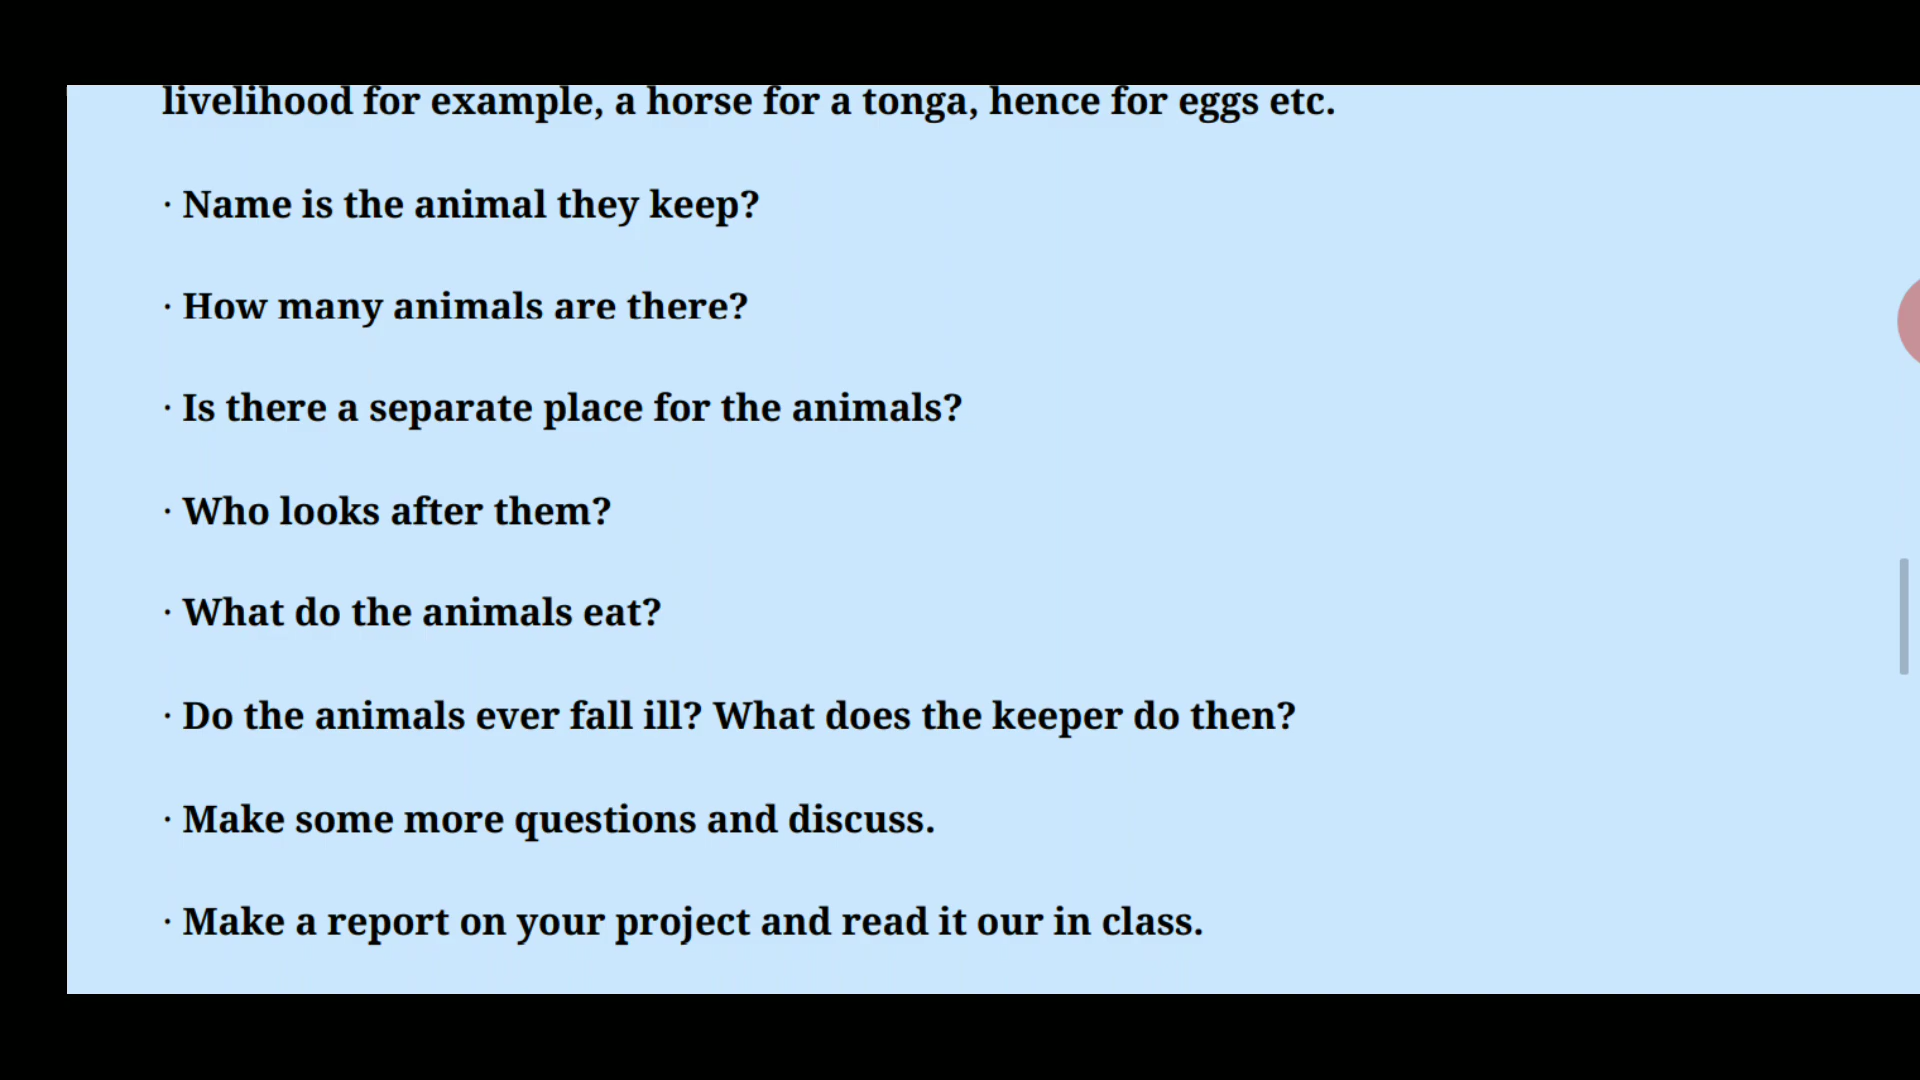 livelihood for example, a horse for a tonga, hence for eggs etc.
· Name is the animal they keep?
· How many animals are there?
· Is there a separate place for the animals?
· Who looks after them?
· What do the animals eat?
· Do the animals ever fall ill? What does the keeper do then?
· Make some more questions and discuss.
· Make a report on your project and read it our in class.